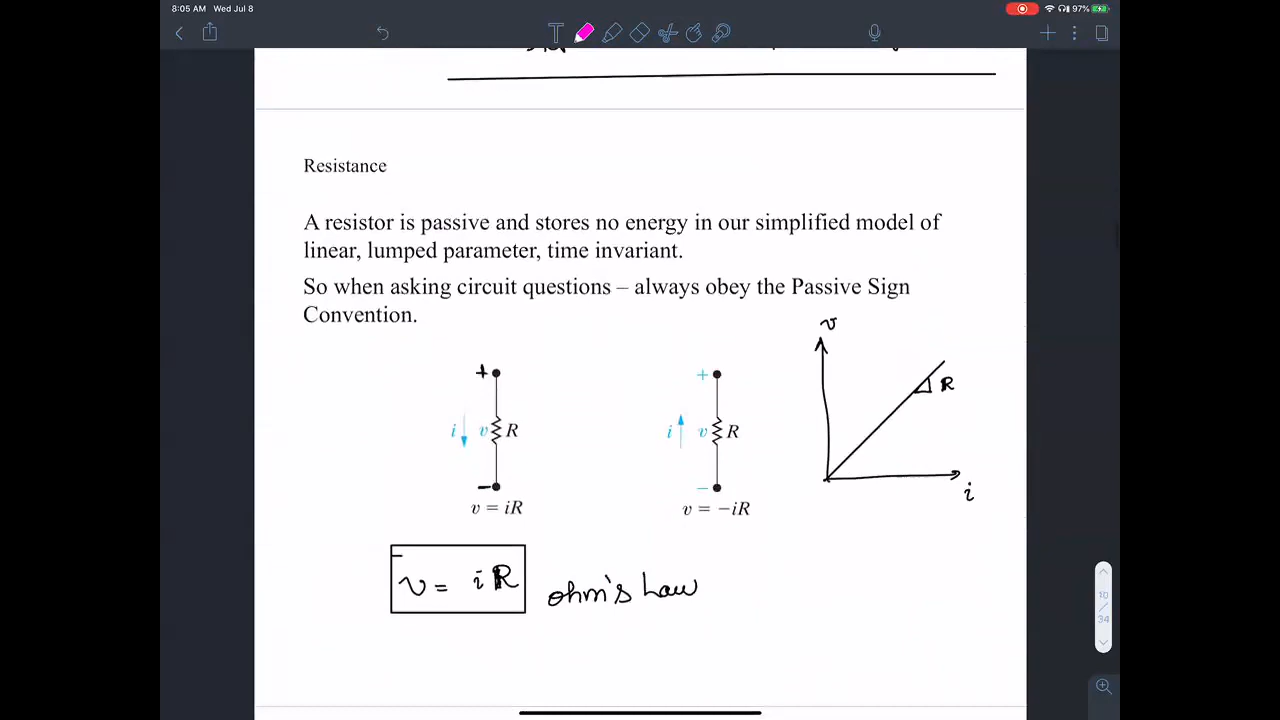 8:05 AM Wed Jul 8
97%
T
Resistance
A resistor is passive and stores no energy in our simplified model of
linear, lumped parameter, time invariant.
So when asking circuit questions – always obey the Passive Sign
Convention.
v
R
i
+
i v R
–
v = iR
+
i v R
–
v = −iR
v = iR ohm's Law
10
/
34